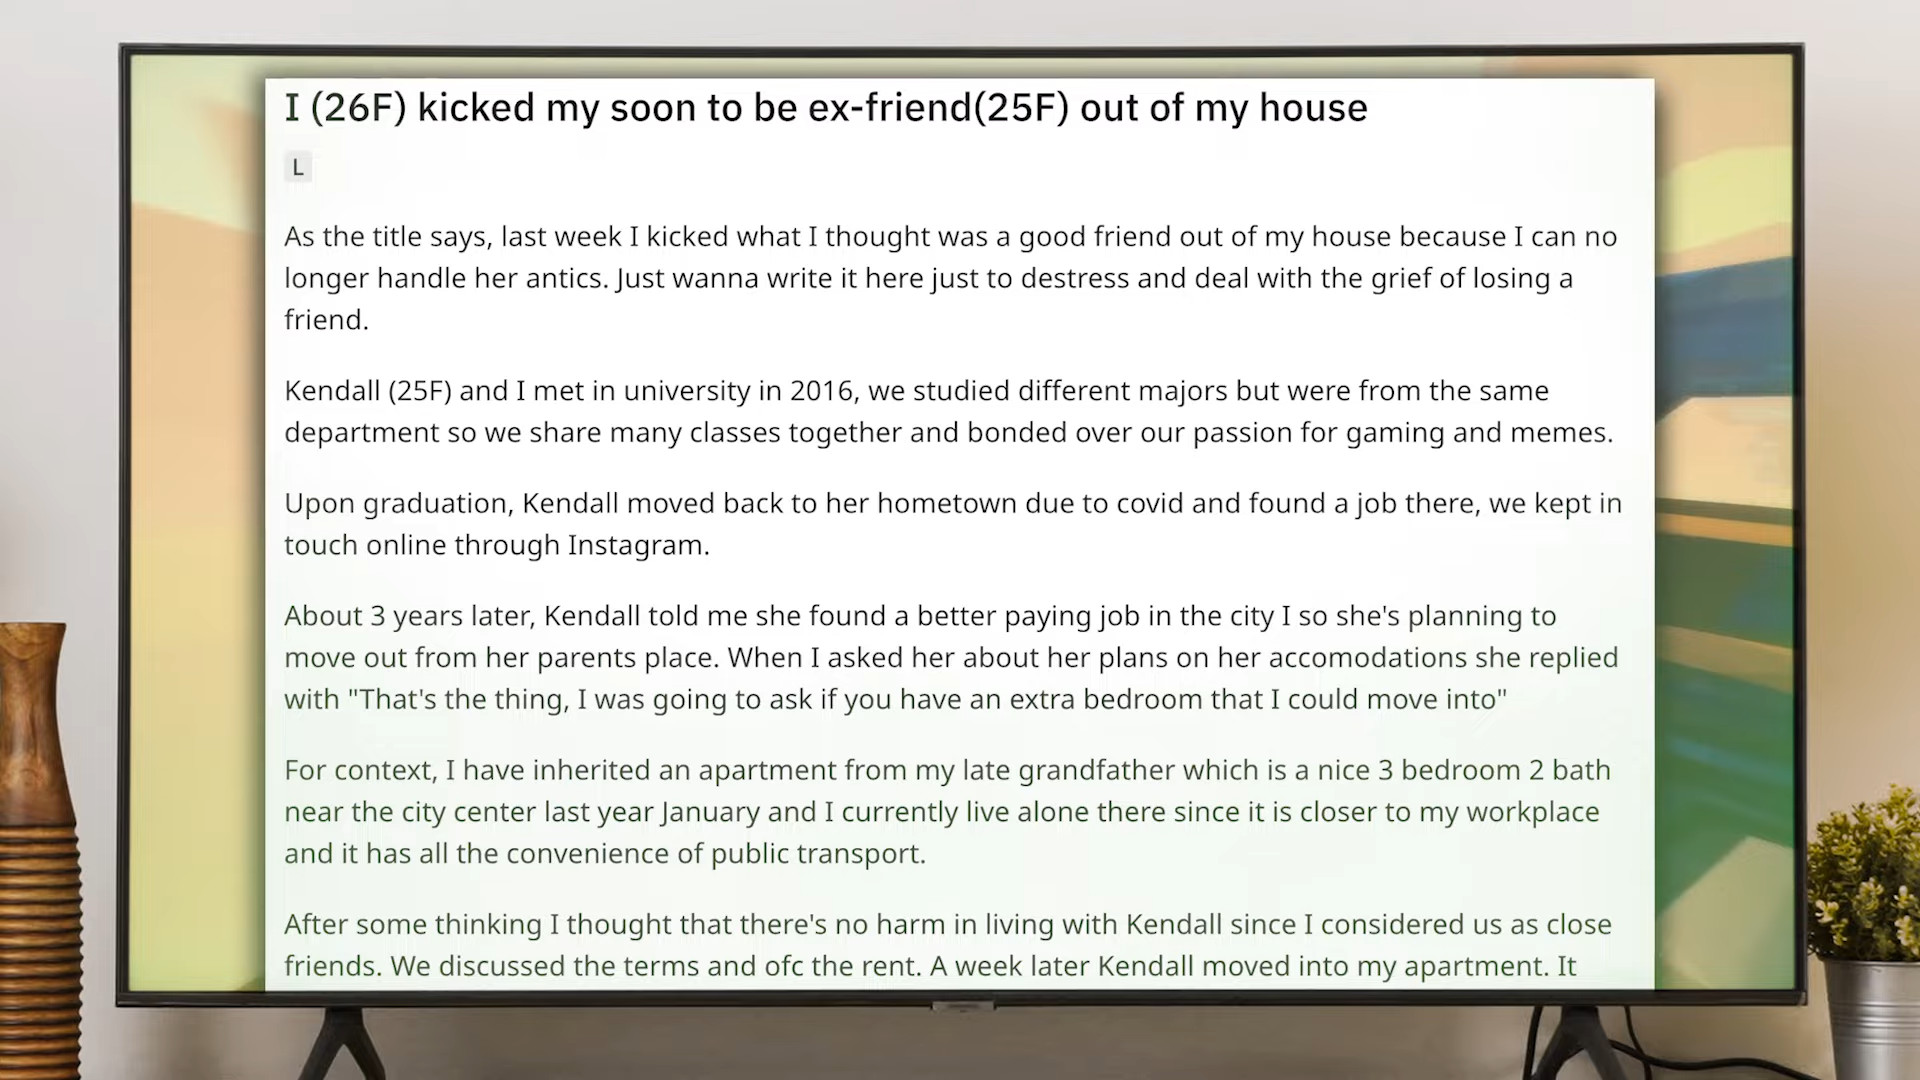 I (26F) kicked my soon to be ex-friend(25F) out of my house
L
As the title says, last week I kicked what I thought was a good friend out of my house because I can no
longer handle her antics. Just wanna write it here just to destress and deal with the grief of losing a
friend.
Kendall (25F) and I met in university in 2016, we studied different majors but were from the same
department so we share many classes together and bonded over our passion for gaming and memes.
Upon graduation, Kendall moved back to her hometown due to covid and found a job there, we kept in
touch online through Instagram.
About 3 years later, Kendall told me she found a better paying job in the city I so she's planning to
move out from her parents place. When I asked her about her plans on her accomodations she replied
with "That's the thing, I was going to ask if you have an extra bedroom that I could move into"
For context, I have inherited an apartment from my late grandfather which is a nice 3 bedroom 2 bath
near the city center last year January and I currently live alone there since it is closer to my workplace
and it has all the convenience of public transport.
After some thinking I thought that there's no harm in living with Kendall since I considered us as close
friends. We discussed the terms and ofc the rent. A week later Kendall moved into my apartment. It